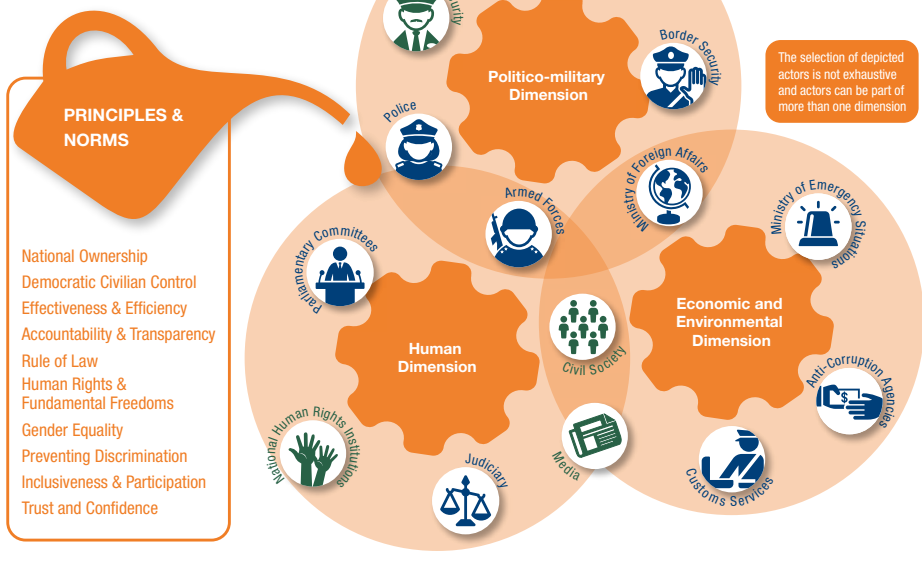 PRINCIPLES &
NORMS
National Ownership
Democratic Civilian Control
Effectiveness & Efficiency
Accountability & Transparency
Rule of Law
Human Rights &
Fundamental Freedoms
Gender Equality
Preventing Discrimination
Inclusiveness & Participation
Trust and Confidence
Politico-military
Dimension
Border Security
The selection of depicted
actors is not exhaustive
and actors can be part of
more than one dimension
Police
Armed Forces
Ministry of Foreign Affairs
Ministry of Emergency Situations
Parliamentary Committees
Human
Dimension
Economic and
Environmental
Dimension
Civil Society
Anti-Corruption Agencies
National Human Rights Institutions
Judiciary
Media
$
Customs Services